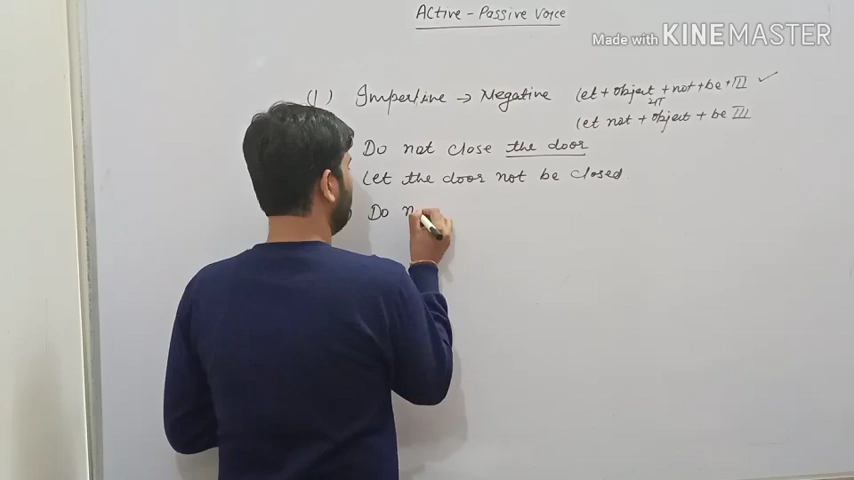 Active - Passive Voice
Made with KINEMASTER
(1) Impertive → Negative let + object + not + be + III ✓
या
let not + object + be III
Do not close the door
Let the door not be closed.
Do n